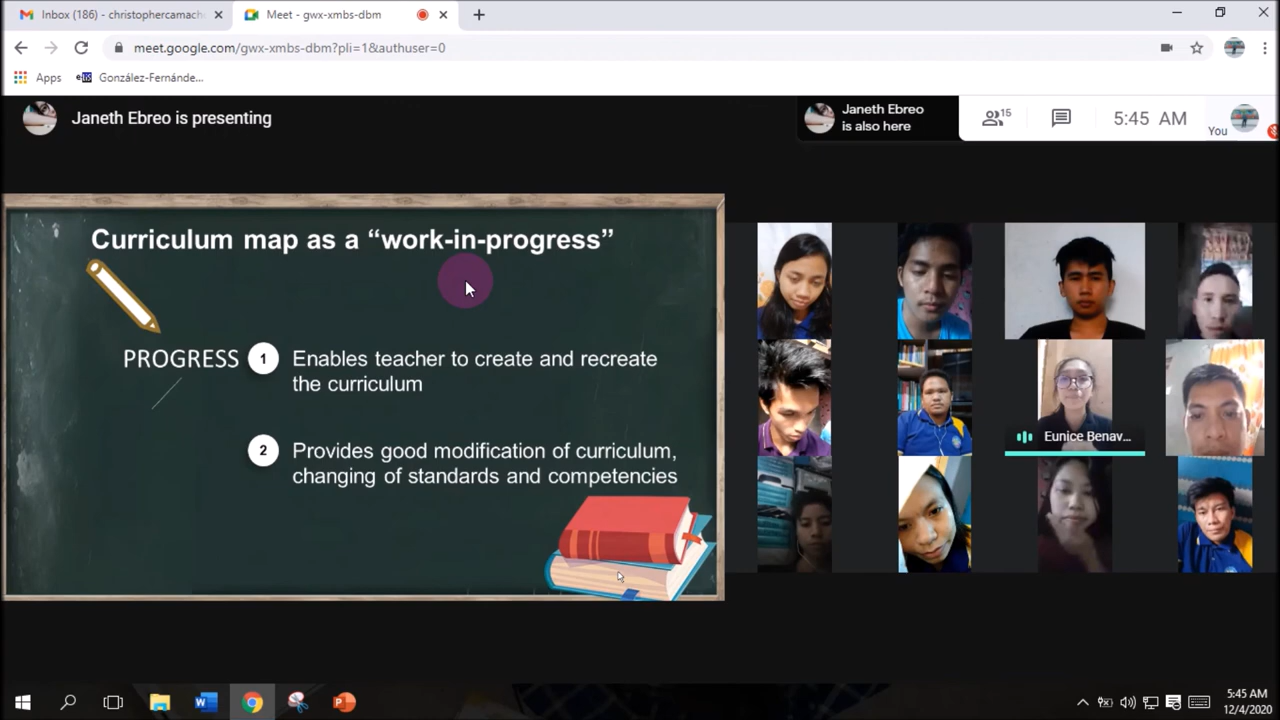 Inbox (186) - christophercamach
Meet - gwx-xmbs-dbm
meet.google.com/gwx-xmbs-dbm?pli=1&authuser=0
Apps
González-Fernánde...
Janeth Ebreo is presenting
Janeth Ebreo
is also here
15
5:45 AM
You
Curriculum map as a “work-in-progress”
PROGRESS
1
Enables teacher to create and recreate
the curriculum
2
Provides good modification of curriculum,
changing of standards and competencies
Eunice Benav...
5:45 AM
12/4/2020